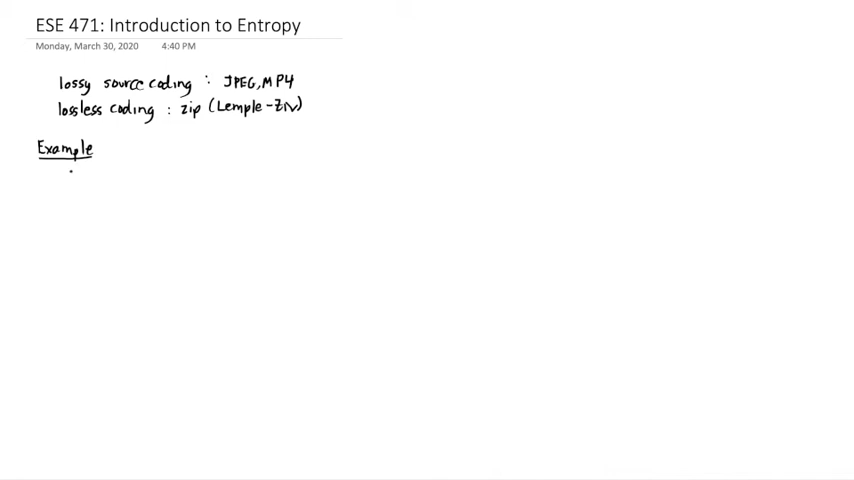 ESE 471: Introduction to Entropy
Monday, March 30, 2020 4:40 PM
lossy source coding : JPEG, MP4
lossless coding : zip (Lemple-Ziv)
Example